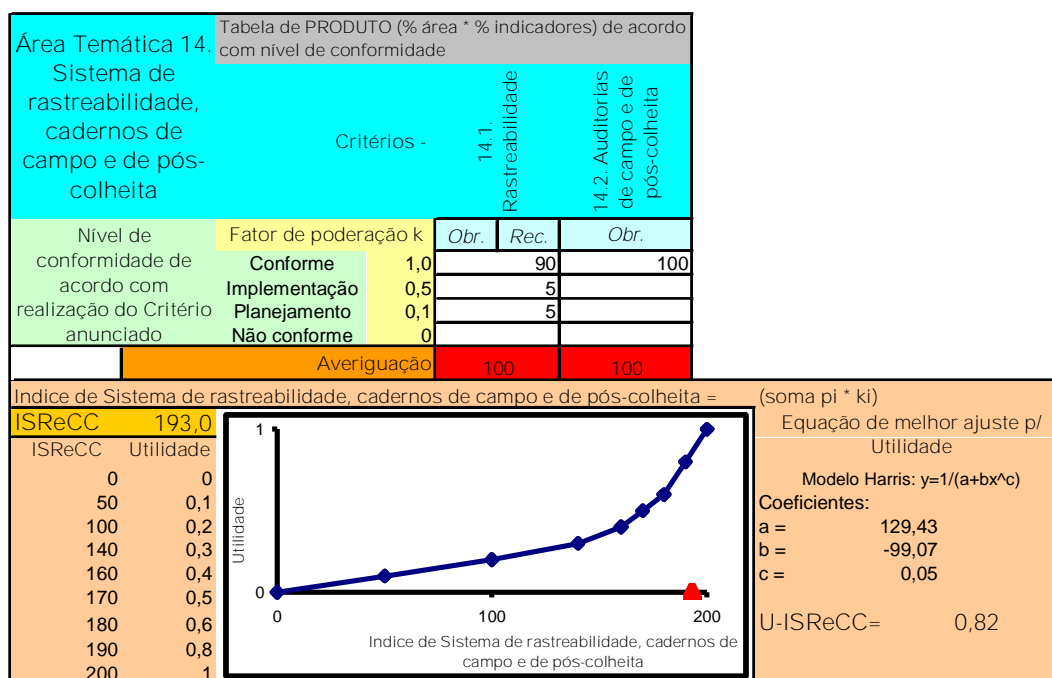 Área Temática 14.
Sistema de
rastreabilidade,
cadernos de
campo e de pós-
colheita
Tabela de PRODUTO (% área * % indicadores) de acordo
com nível de conformidade
Critérios -
14.1.
Rastreabilidade
14.2. Auditorias
de campo e de
pós-colheita
Nível de
conformidade de
acordo com
realização do Critério
anunciado
Fator de poderação k
Obr. Rec. Obr.
Conforme 1,0 90 100
Implementação 0,5 5
Planejamento 0,1 5
Não conforme 0
Averiguação 100 100
Indice de Sistema de rastreabilidade, cadernos de campo e de pós-colheita = (soma pi * ki)
ISReCC 193,0
ISReCC Utilidade
0 0
50 0,1
100 0,2
140 0,3
160 0,4
170 0,5
180 0,6
190 0,8
200 1
1
0
Utilidade
0 100 200
Indice de Sistema de rastreabilidade, cadernos de
campo e de pós-colheita
Equação de melhor ajuste p/
Utilidade
Modelo Harris: y=1/(a+bx^c)
Coeficientes:
a = 129,43
b = -99,07
c = 0,05
U-ISReCC= 0,82